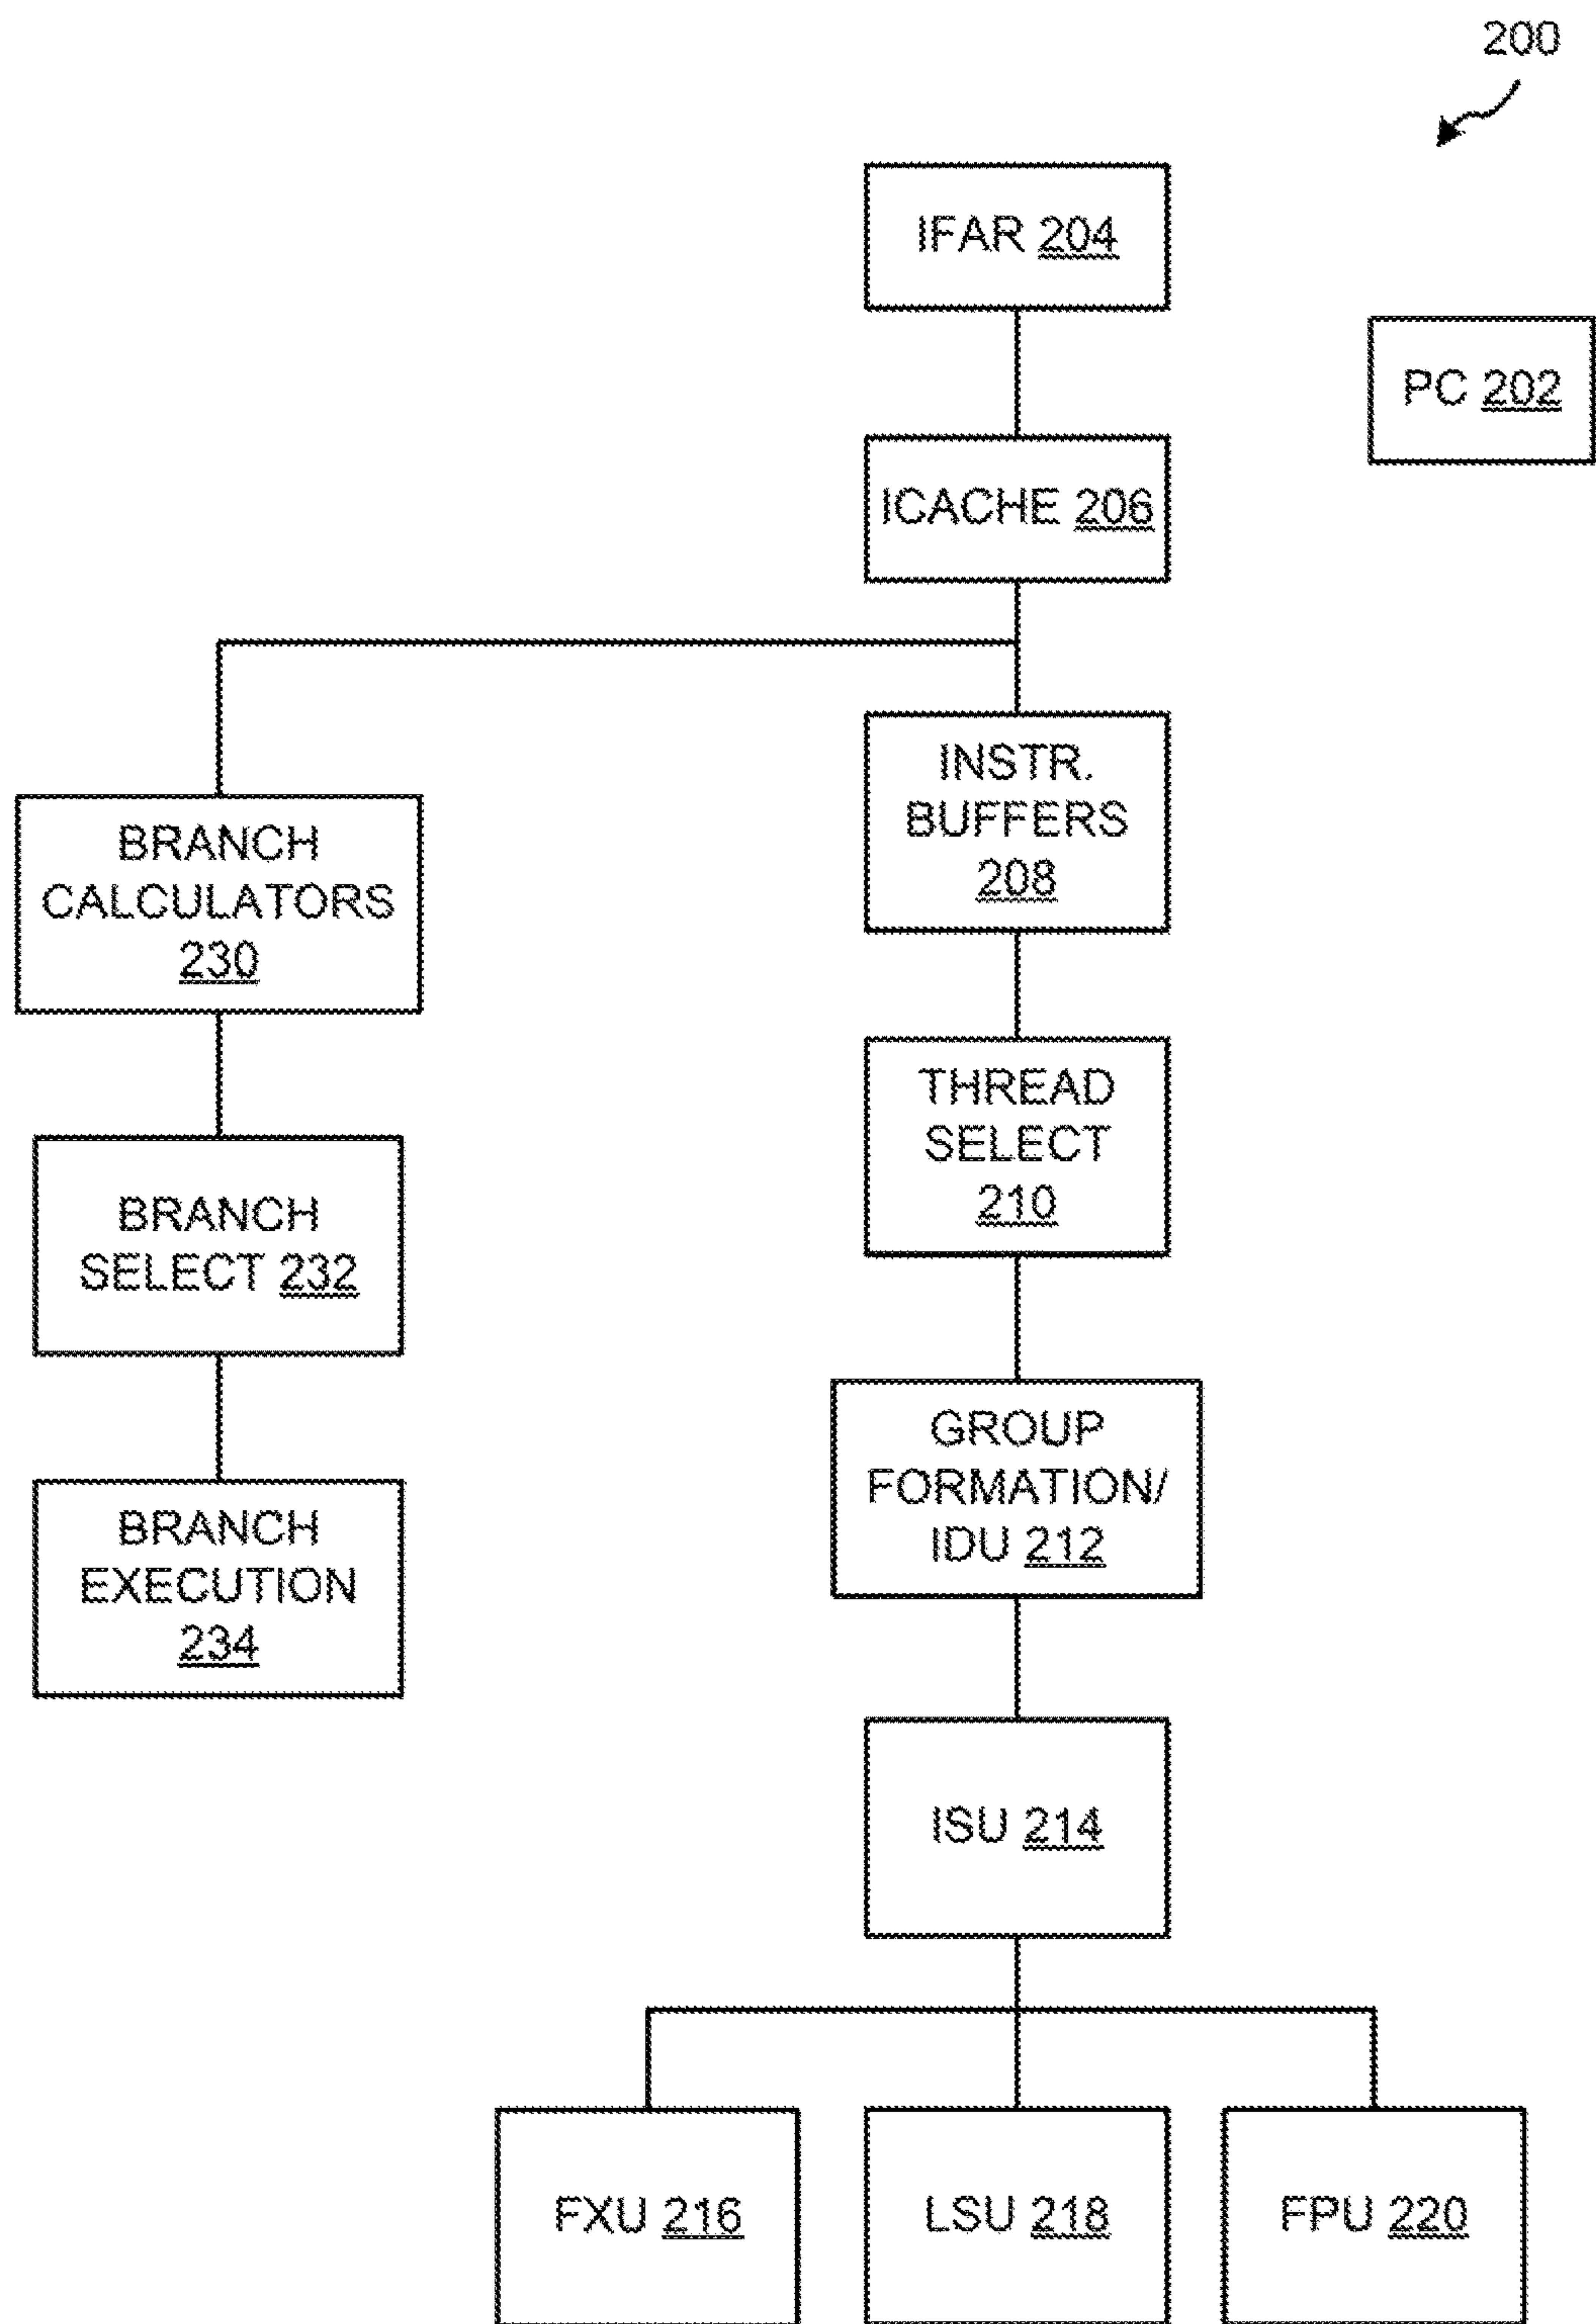 200
IFAR 204
PC 202
ICACHE 206
INSTR.
BUFFERS
208
BRANCH
CALCULATORS
230
THREAD
SELECT
210
BRANCH
SELECT 232
GROUP
FORMATION/
IDU 212
BRANCH
EXECUTION
234
ISU 214
FXU 216
LSU 218
FPU 220